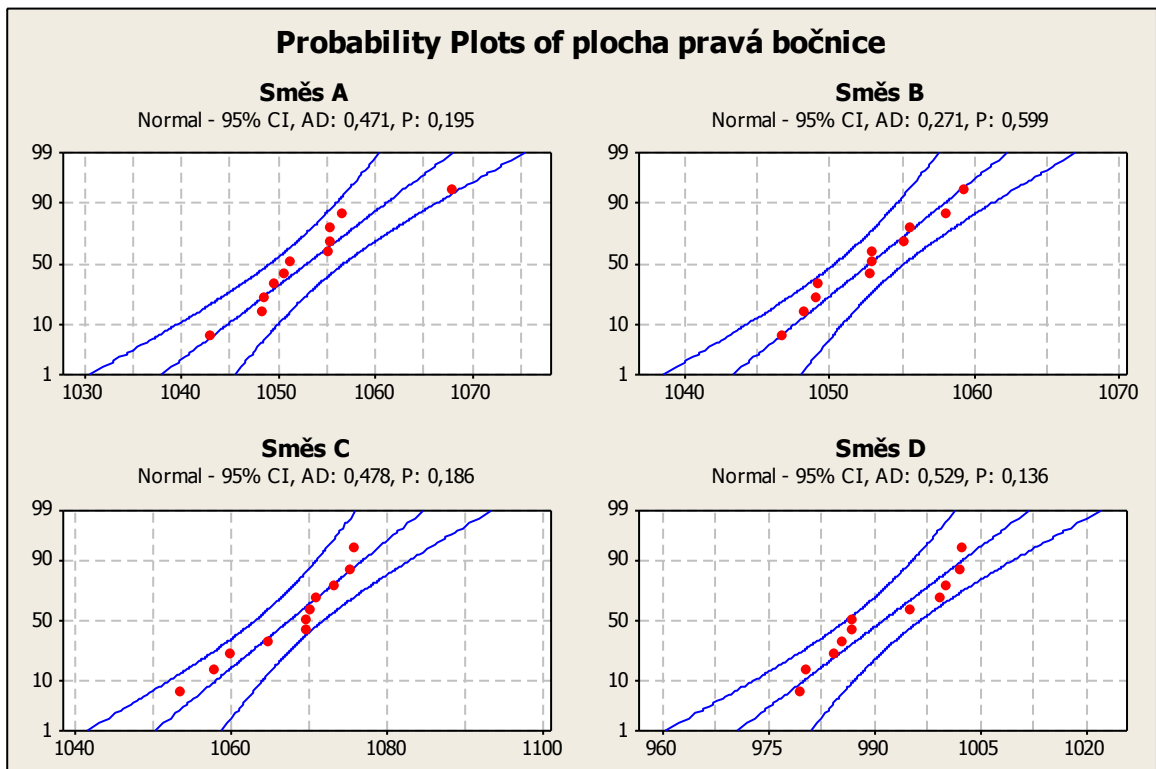 Probability Plots of plocha pravá bočnice
Směs A
Normal - 95% CI, AD: 0,471, P: 0,195
99
90
50
10
1
1030 1040 1050 1060 1070
Směs B
Normal - 95% CI, AD: 0,271, P: 0,599
99
90
50
10
1
1040 1050 1060 1070
Směs C
Normal - 95% CI, AD: 0,478, P: 0,186
99
90
50
10
1
1040 1060 1080 1100
Směs D
Normal - 95% CI, AD: 0,529, P: 0,136
99
90
50
10
1
960 975 990 1005 1020